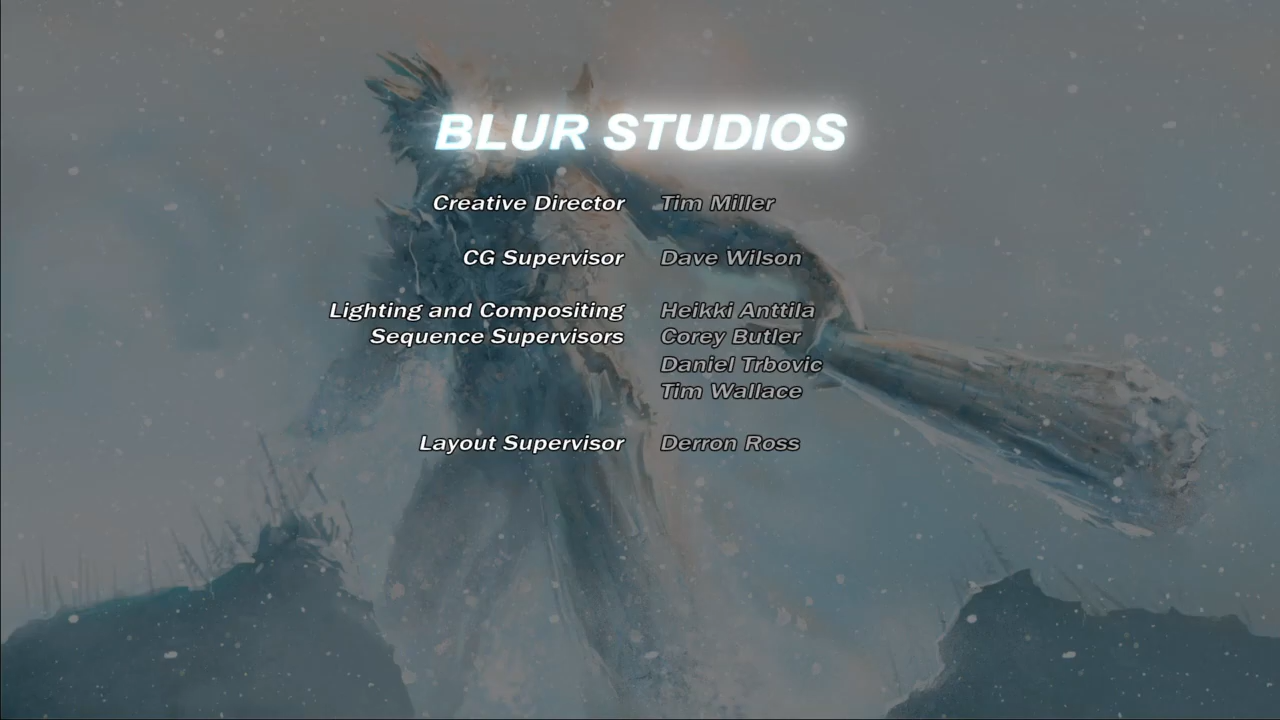 BLUR STUDIOS
Creative Director Tim Miller
CG Supervisor Dave Wilson
Lighting and Compositing Heikki Anttila
Sequence Supervisors Corey Butler
Daniel Trbovic
Tim Wallace
Layout Supervisor Derron Ross